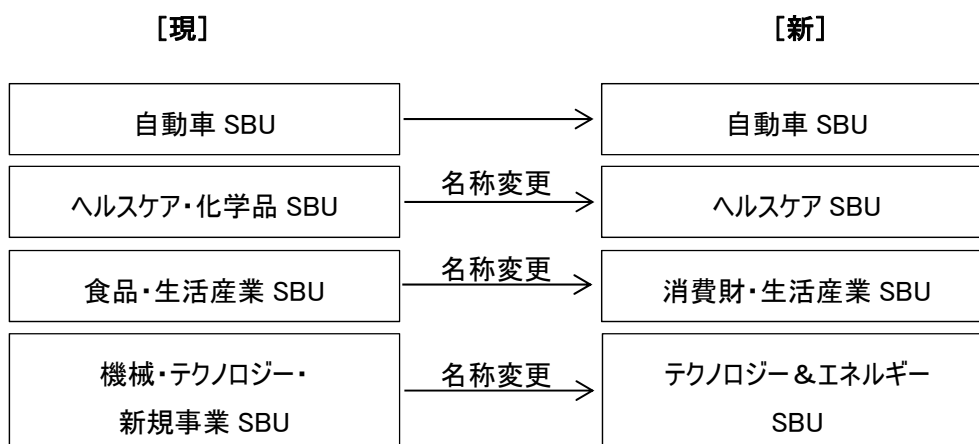 [現] [新]
自動車 SBU 自動車 SBU
ヘルスケア・化学品 SBU 名称変更 ヘルスケア SBU
食品・生活産業 SBU 名称変更 消費財・生活産業 SBU
機械・テクノロジー・ 名称変更 テクノロジー＆エネルギー
新規事業 SBU SBU